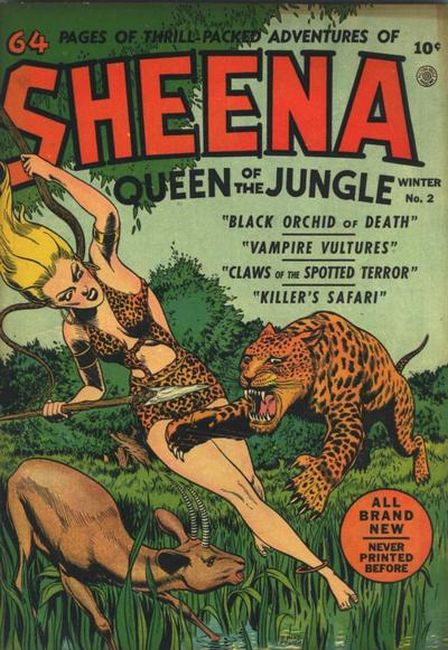 64 PAGES OF THRILL-PACKED ADVENTURES OF
10¢
SHEENA
QUEEN OF THE JUNGLE
WINTER
No. 2
"BLACK ORCHID OF DEATH"
"VAMPIRE VULTURES"
"CLAWS OF THE SPOTTED TERROR"
"KILLER'S SAFARI"
ALL
BRAND
NEW
NEVER
PRINTED
BEFORE